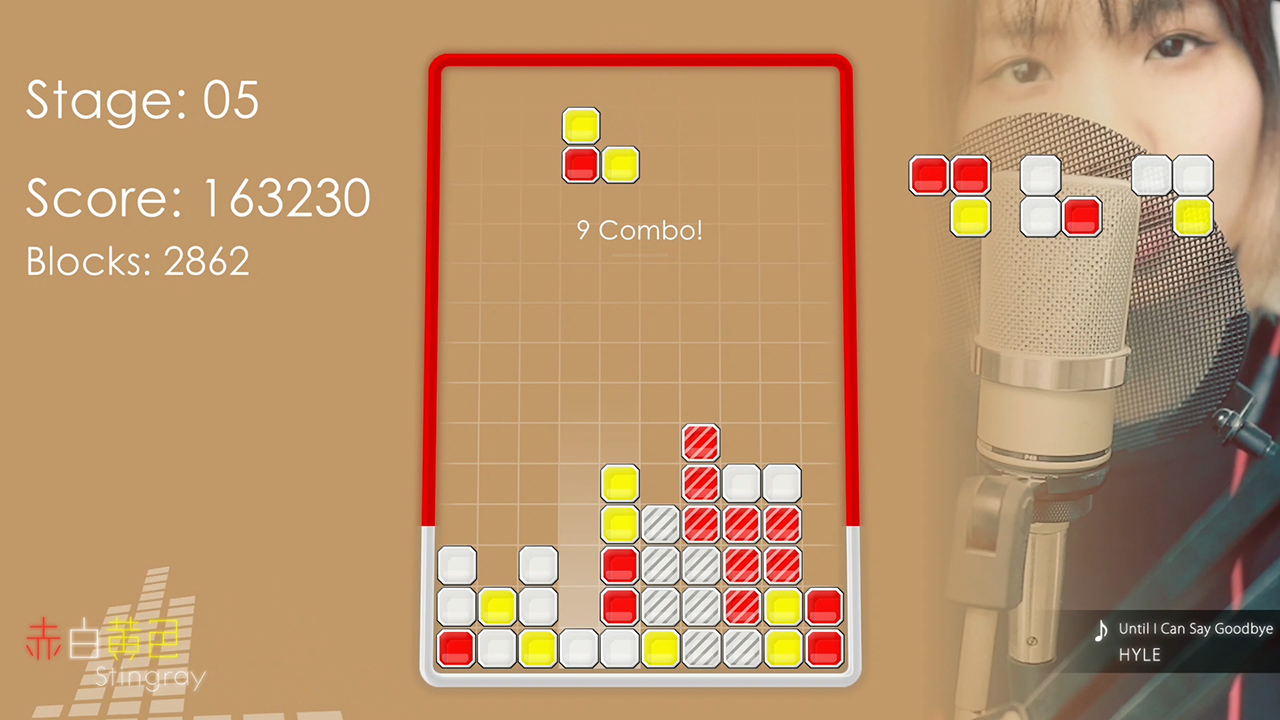 Stage: 05
Score: 163230
Blocks: 2862
9 Combo!
赤白黄色
Stingray
Until I Can Say Goodbye
HYLE